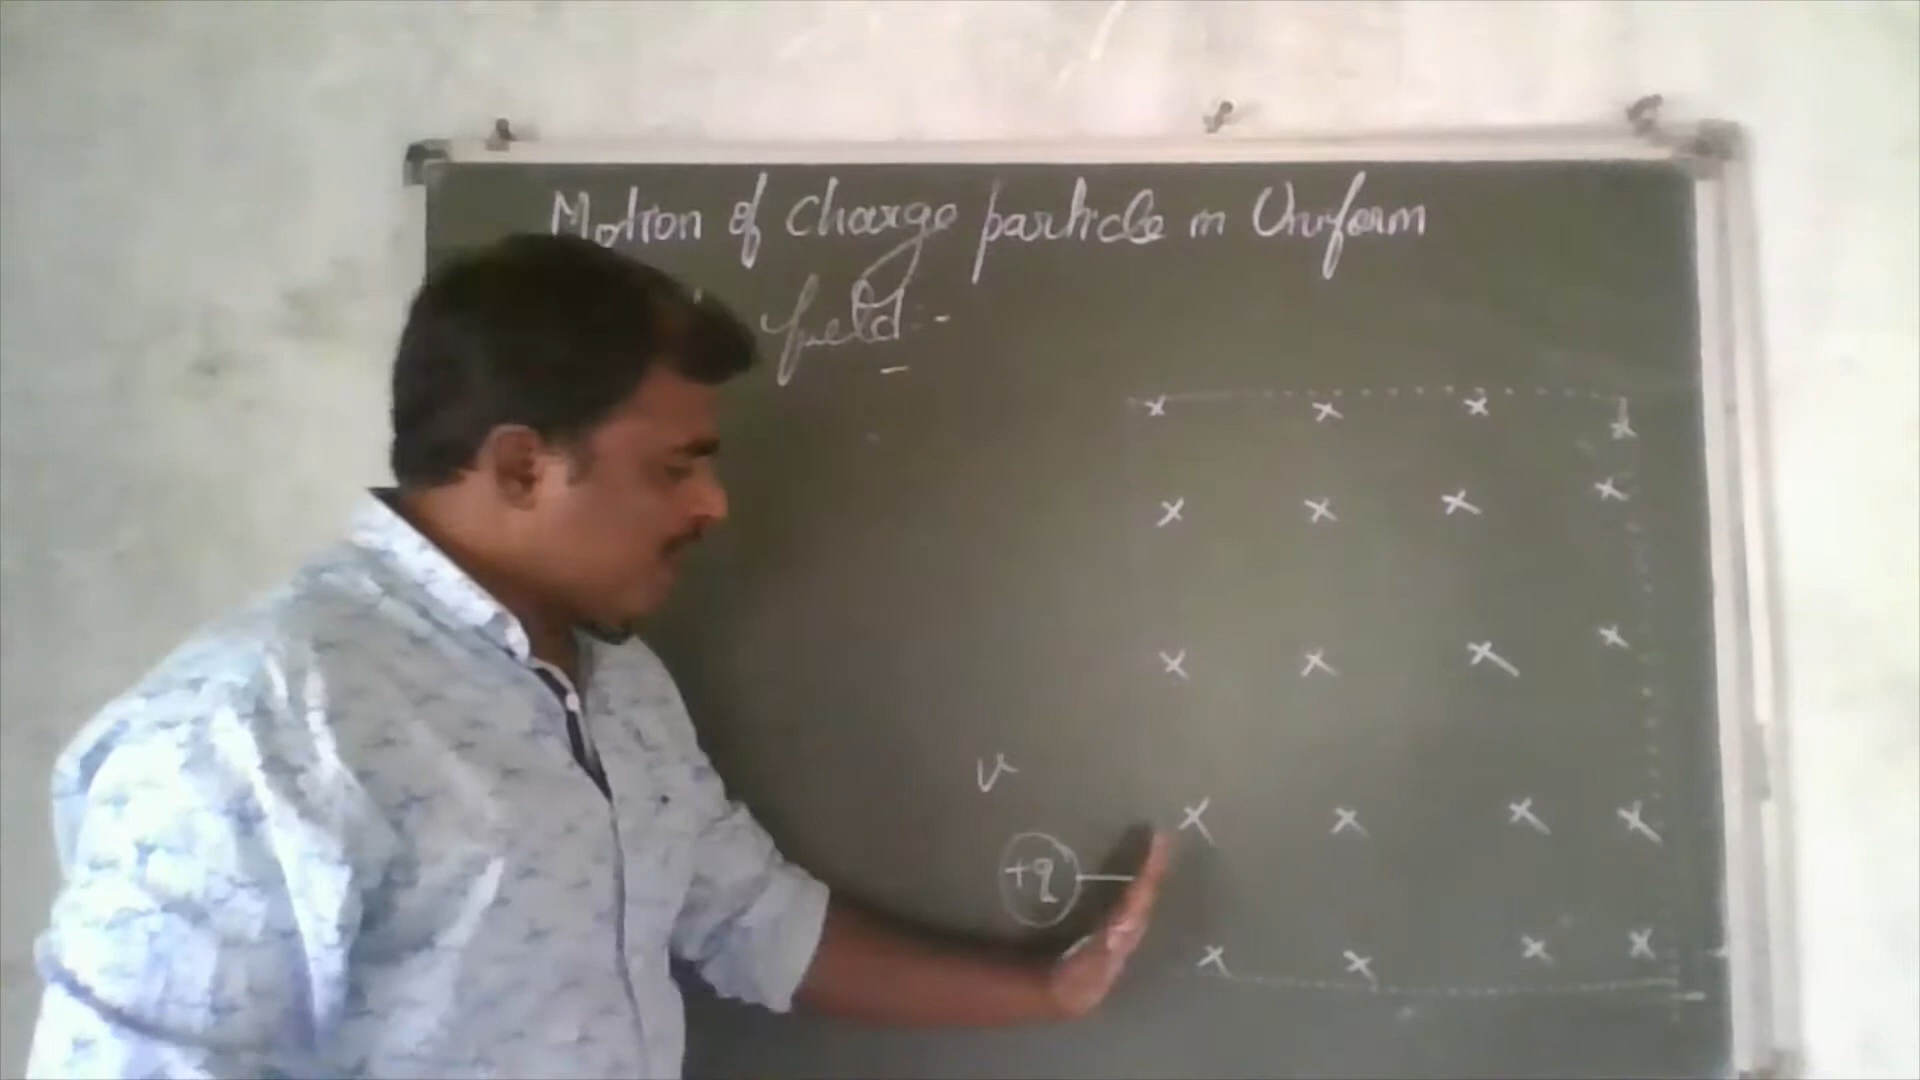 Motion of charge particle in Uniform
field :-
v
+q
x x x x
x x x x
x x x x
x x x x
x x x x